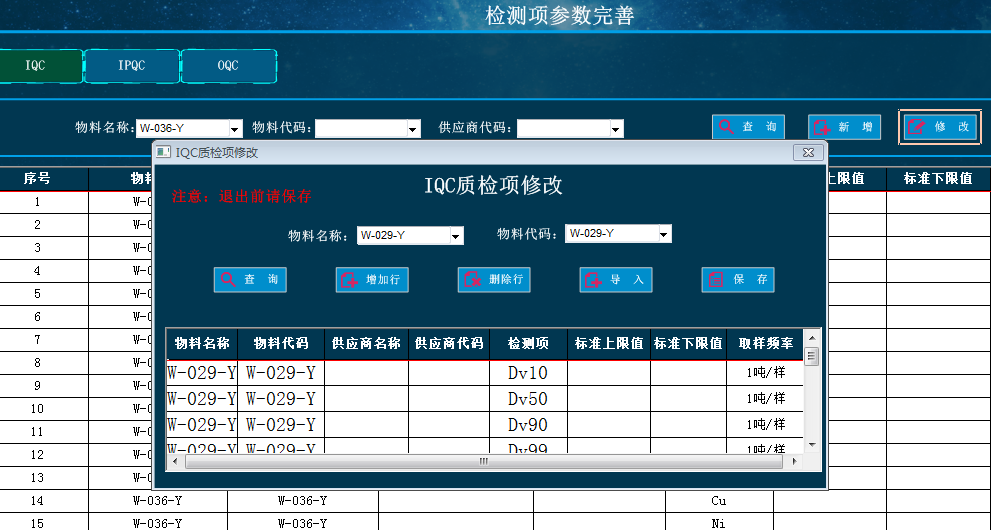 检测项参数完善
IQC IPQC OQC
物料名称: W-036-Y 物料代码: 供应商代码: 查 询 新 增 修 改
IQC质检项修改
序号 物料 上限值 标准下限值
IQC质检项修改
注意: 退出前请保存
物料名称: W-029-Y 物料代码: W-029-Y
查 询 增加行 删除行 导 入 保 存
物料名称 物料代码 供应商名称 供应商代码 检测项 标准上限值 标准下限值 取样频率
W-029-Y W-029-Y Dv10 1吨/样
W-029-Y W-029-Y Dv50 1吨/样
W-029-Y W-029-Y Dv90 1吨/样
W-029-Y W-029-Y Dv99 1吨/样
1 W-0
2 W-0
3 W-0
4 W-0
5 W-0
6 W-0
7 W-0
8 W-0
9 W-0
10 W-0
11 W-0
12 W-0
13 W-0
14 W-036-Y W-036-Y Cu
15 W-036-Y W-036-Y Ni